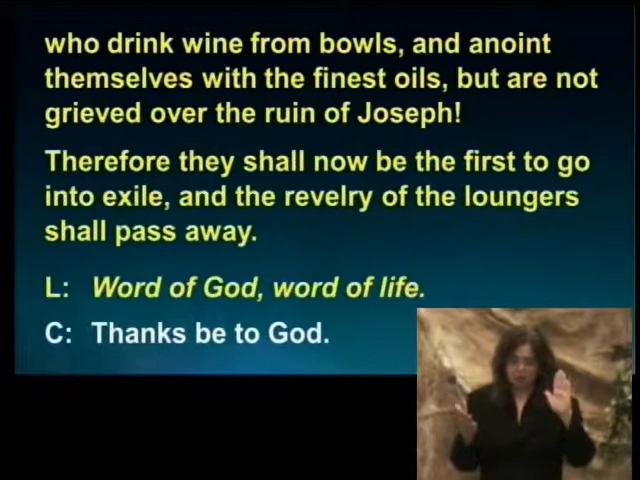 who drink wine from bowls, and anoint
themselves with the finest oils, but are not
grieved over the ruin of Joseph!
Therefore they shall now be the first to go
into exile, and the revelry of the loungers
shall pass away.
L: Word of God, word of life.
C: Thanks be to God.